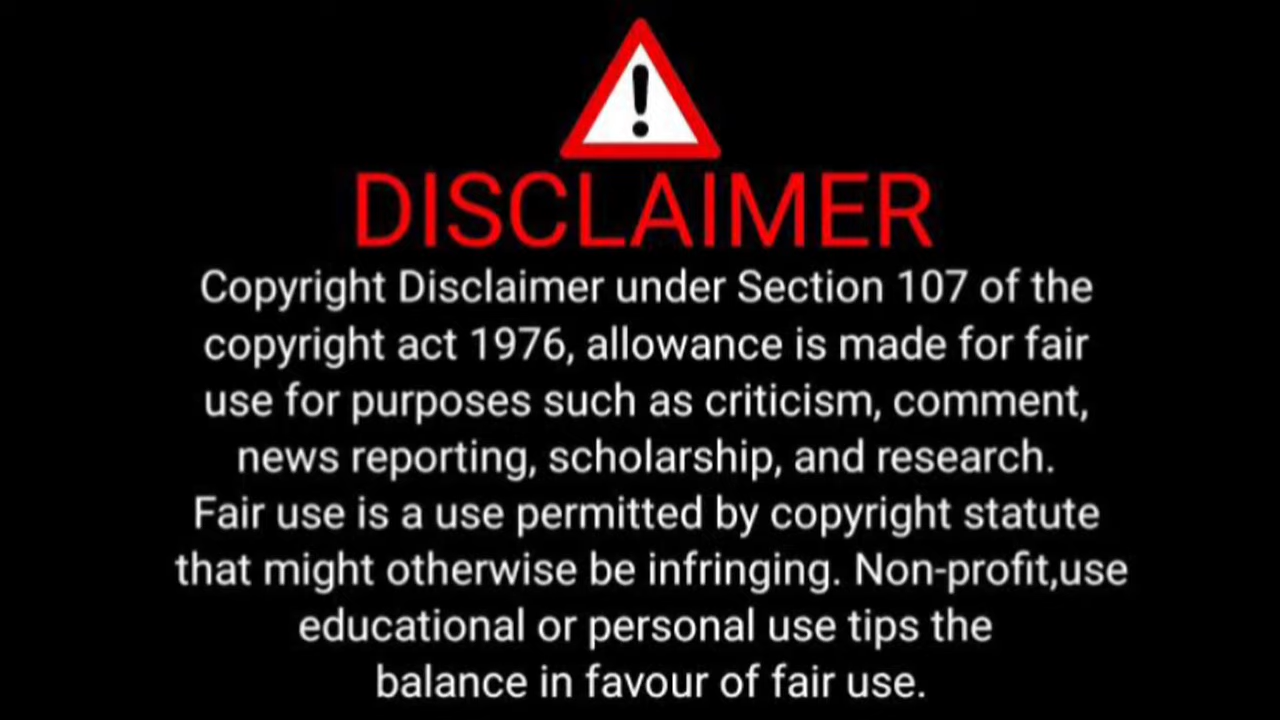 DISCLAIMER
Copyright Disclaimer under Section 107 of the
copyright act 1976, allowance is made for fair
use for purposes such as criticism, comment,
news reporting, scholarship, and research.
Fair use is a use permitted by copyright statute
that might otherwise be infringing. Non-profit,use
educational or personal use tips the
balance in favour of fair use.